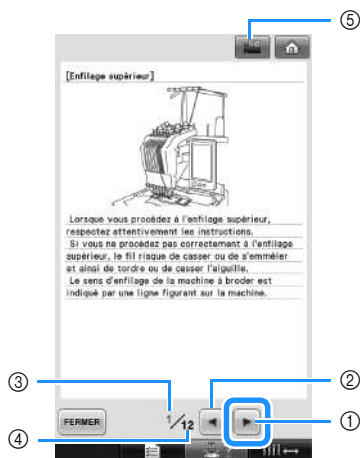 ⑤
[Enfilage supérieur]
Lorsque vous procédez à l'enfilage supérieur,
respectez attentivement les instructions.
Si vous ne procédez pas correctement à l'enfilage
supérieur, le fil risque de casser ou de s'emmêler
et ainsi de tordre ou de casser l'aiguille.
Le sens d'enfilage de la machine à broder est
indiqué par une ligne figurant sur la machine.
③
②
FERMER
1/12
①
④